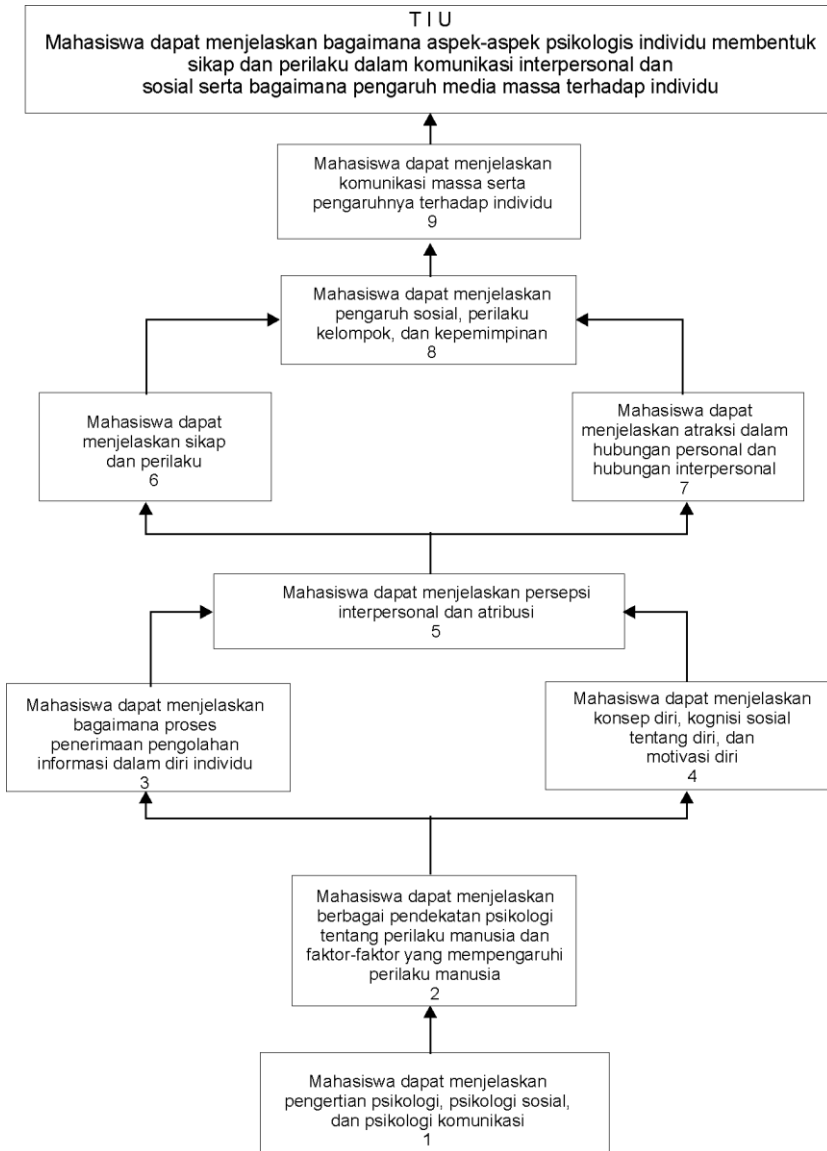 T I U
Mahasiswa dapat menjelaskan bagaimana aspek-aspek psikologis individu membentuk
sikap dan perilaku dalam komunikasi interpersonal dan
sosial serta bagaimana pengaruh media massa terhadap individu
Mahasiswa dapat menjelaskan
komunikasi massa serta
pengaruhnya terhadap individu
9
Mahasiswa dapat menjelaskan
pengaruh sosial, perilaku
kelompok, dan kepemimpinan
8
Mahasiswa dapat
menjelaskan sikap
dan perilaku
6
Mahasiswa dapat
menjelaskan atraksi dalam
hubungan personal dan
hubungan interpersonal
7
Mahasiswa dapat menjelaskan persepsi
interpersonal dan atribusi
5
Mahasiswa dapat menjelaskan
bagaimana proses
penerimaan pengolahan
informasi dalam diri individu
3
Mahasiswa dapat menjelaskan
konsep diri, kognisi sosial
tentang diri, dan
motivasi diri
4
Mahasiswa dapat menjelaskan
berbagai pendekatan psikologi
tentang perilaku manusia dan
faktor-faktor yang mempengaruhi
perilaku manusia
2
Mahasiswa dapat menjelaskan
pengertian psikologi, psikologi sosial,
dan psikologi komunikasi
1